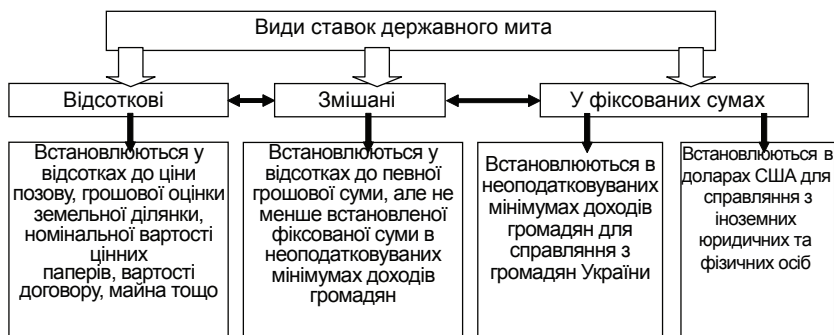 Види ставок державного мита
Відсоткові
Змішані
У фіксованих сумах
Встановлюються у
відсотках до ціни
позову, грошової оцінки
земельної ділянки,
номінальної вартості
цінних
паперів, вартості
договору, майна тощо
Встановлюються у
відсотках до певної
грошової суми, але не
менше встановленої
фіксованої суми в
неоподатковуваних
мінімумах доходів
громадян
Встановлюються в
неоподатковуваних
мінімумах доходів
громадян для
справляння з
громадян України
Встановлюються в
доларах США для
справляння з
іноземних
юридичних та
фізичних осіб